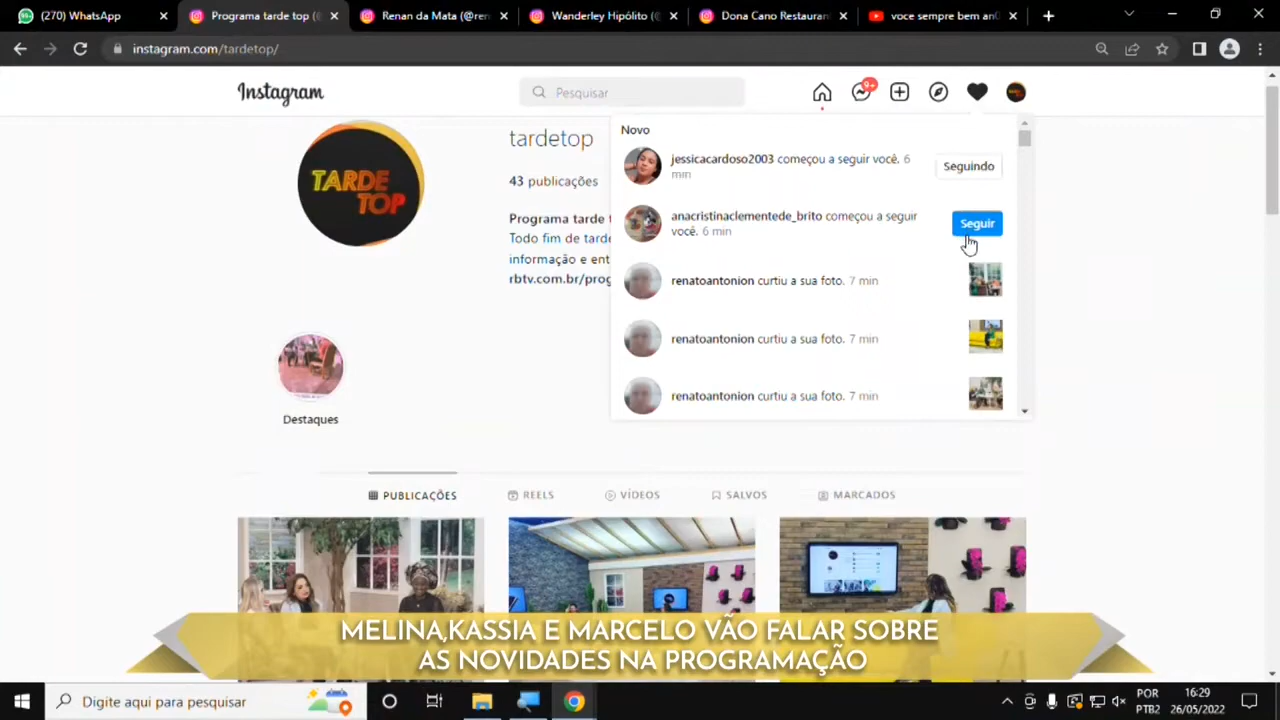 (270) WhatsApp
Programa tarde top (@
Renan da Mata (@ren
Wanderley Hipólito (@
Dona Cano Restauran
voce sempre bem an
instagram.com/tardetop/
Instagram
Pesquisar
9+
TARDE
TOP
tardetop
43 publicações
Programa tarde t
Todo fim de tarde
informação e ent
rbtv.com.br/prog
Novo
jessicacardoso2003 começou a seguir você. 6
min
Seguindo
anacristinaclementede_brito começou a seguir
você. 6 min
Seguir
renatoantonion curtiu a sua foto. 7 min
renatoantonion curtiu a sua foto. 7 min
renatoantonion curtiu a sua foto. 7 min
Destaques
PUBLICAÇÕES
REELS
VÍDEOS
SALVOS
MARCADOS
MELINA,KASSIA E MARCELO VÃO FALAR SOBRE
AS NOVIDADES NA PROGRAMAÇÃO
Digite aqui para pesquisar
POR
PTB2
16:29
26/05/2022